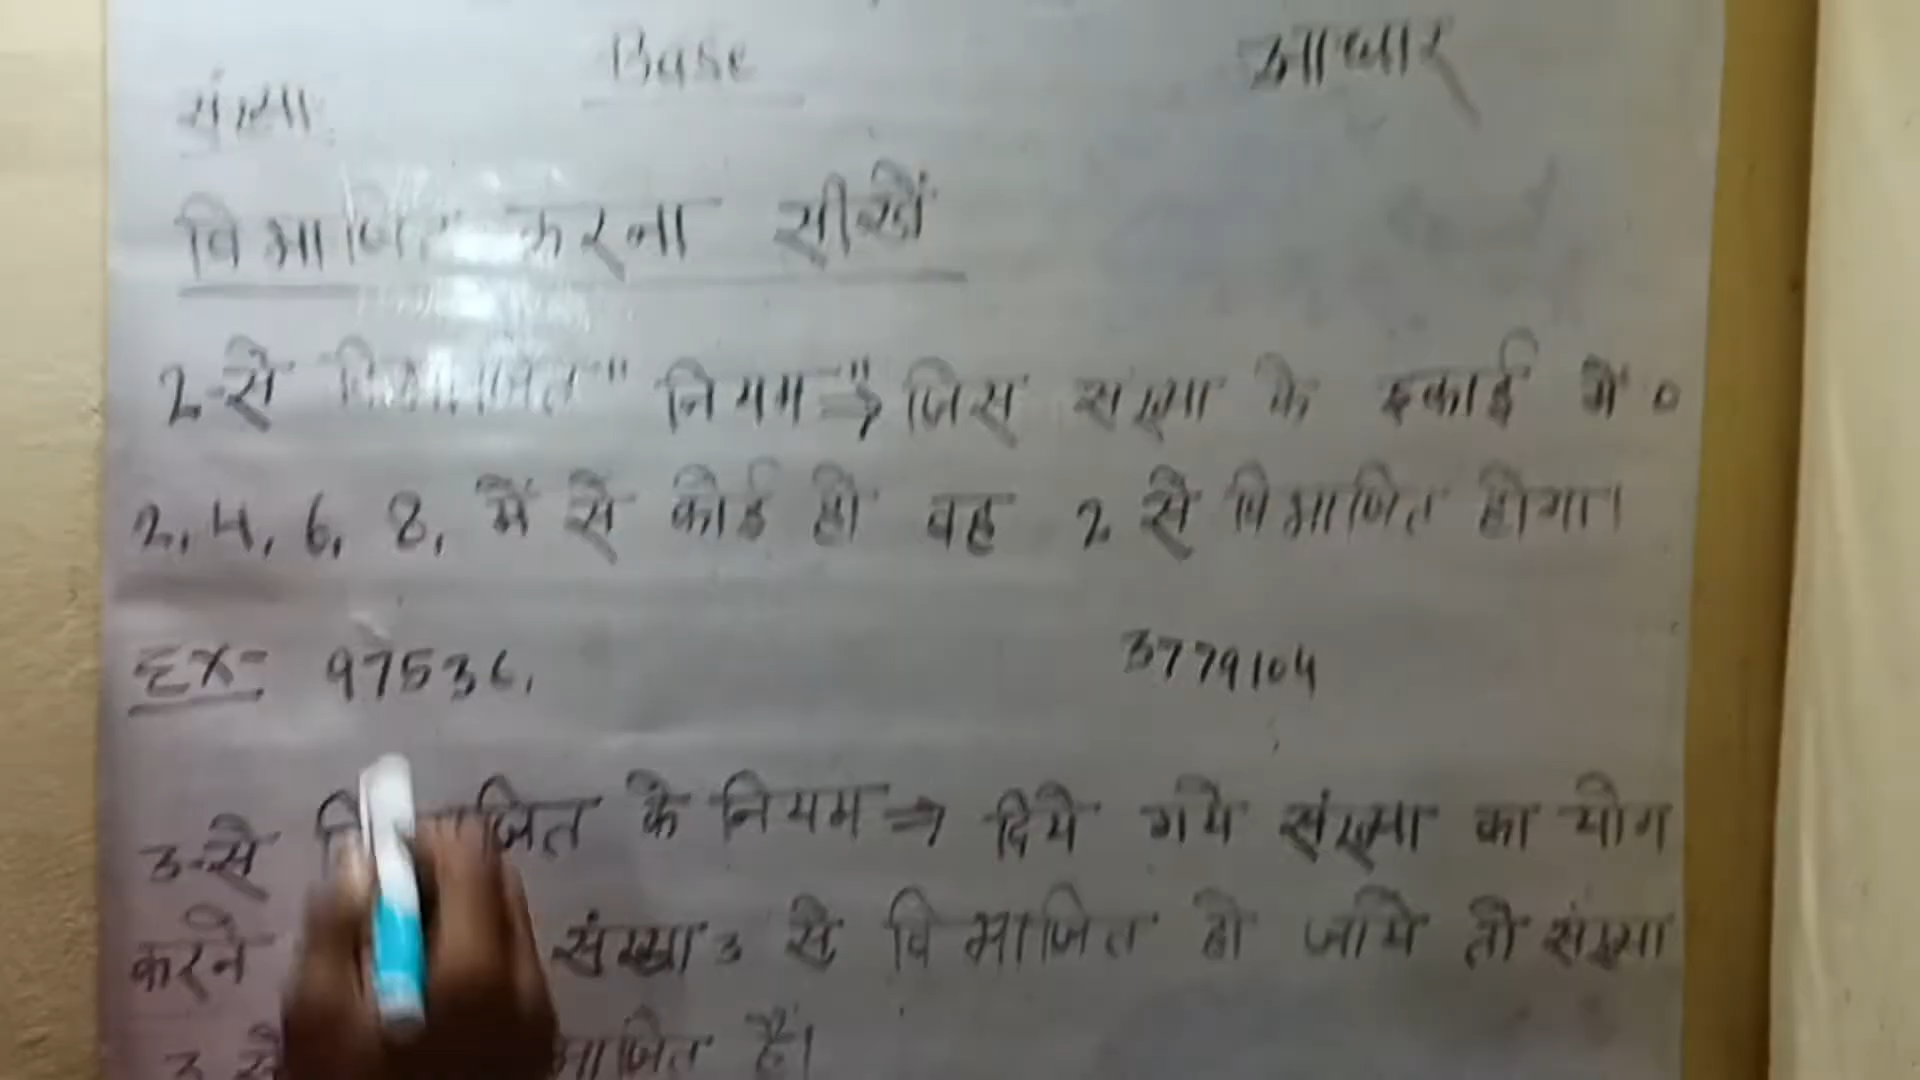 Base आधार
संख्या
विभाजित करना सीखें
2-से विभाजित" नियम"⇒ जिस संख्या के इकाई में 0
2, 4, 6, 8, में से कोई हो वह 2 से विभाजित होगा।
EX- 97536, 3779104
3-से जित के नियम ⇒ दिये गये संख्या का योग
करने संख्या 3 से विभाजित हो जाये तो संख्या
3 से भाजित है।